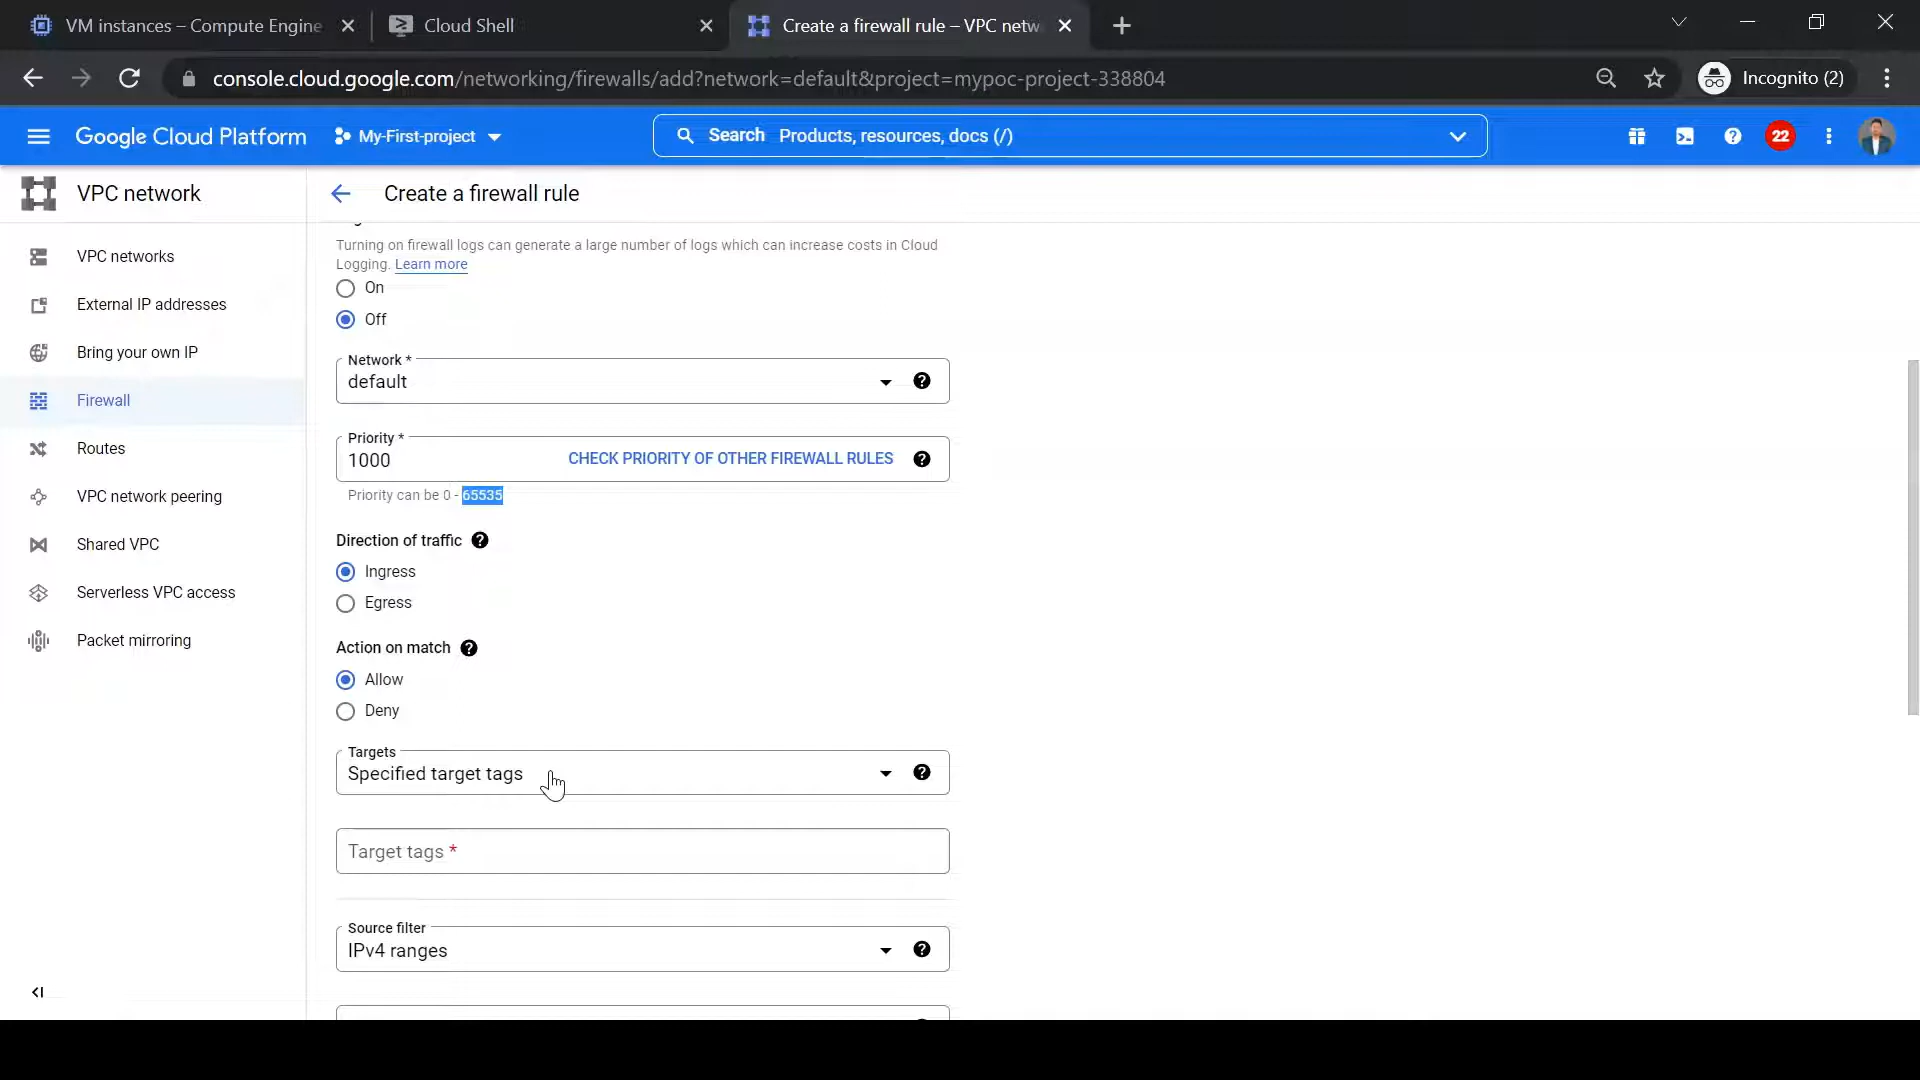 VM instances – Compute Engine
Cloud Shell
Create a firewall rule – VPC netw
console.cloud.google.com/networking/firewalls/add?network=default&project=mypoc-project-338804
Incognito (2)
Google Cloud Platform
My-First-project
Search Products, resources, docs (/)
22
VPC network
Create a firewall rule
VPC networks
External IP addresses
Bring your own IP
Firewall
Routes
VPC network peering
Shared VPC
Serverless VPC access
Packet mirroring
Turning on firewall logs can generate a large number of logs which can increase costs in Cloud
Logging. Learn more
On
Off
Network *
default
Priority *
1000
CHECK PRIORITY OF OTHER FIREWALL RULES
Priority can be 0 - 65535
Direction of traffic
Ingress
Egress
Action on match
Allow
Deny
Targets
Specified target tags
Target tags *
Source filter
IPv4 ranges